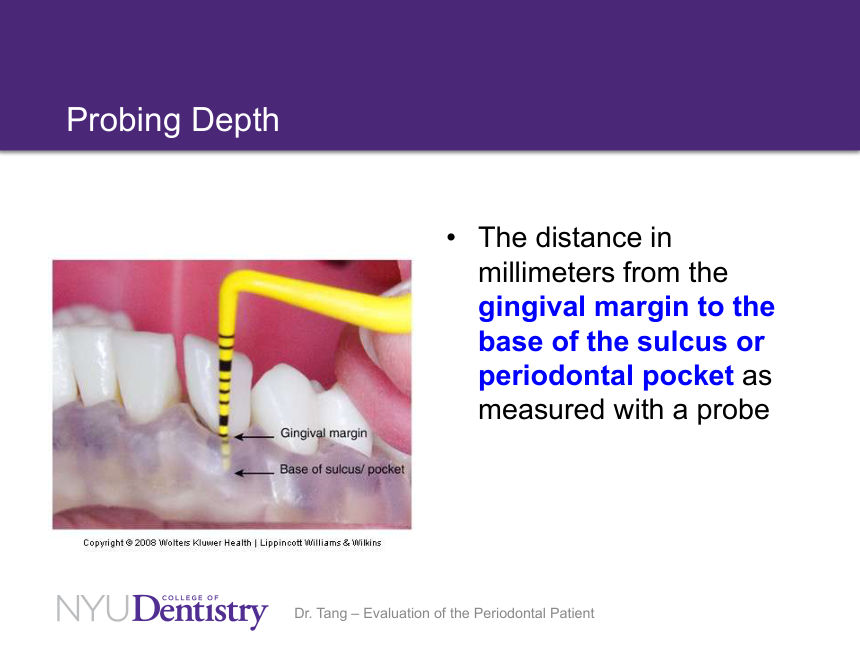 Probing Depth
• The distance in
millimeters from the
gingival margin to the
base of the sulcus or
periodontal pocket as
measured with a probe
Gingival margin
Base of sulcus/ pocket
Copyright © 2008 Wolters Kluwer Health | Lippincott Williams & Wilkins
NYU COLLEGE OF Dentistry
Dr. Tang – Evaluation of the Periodontal Patient